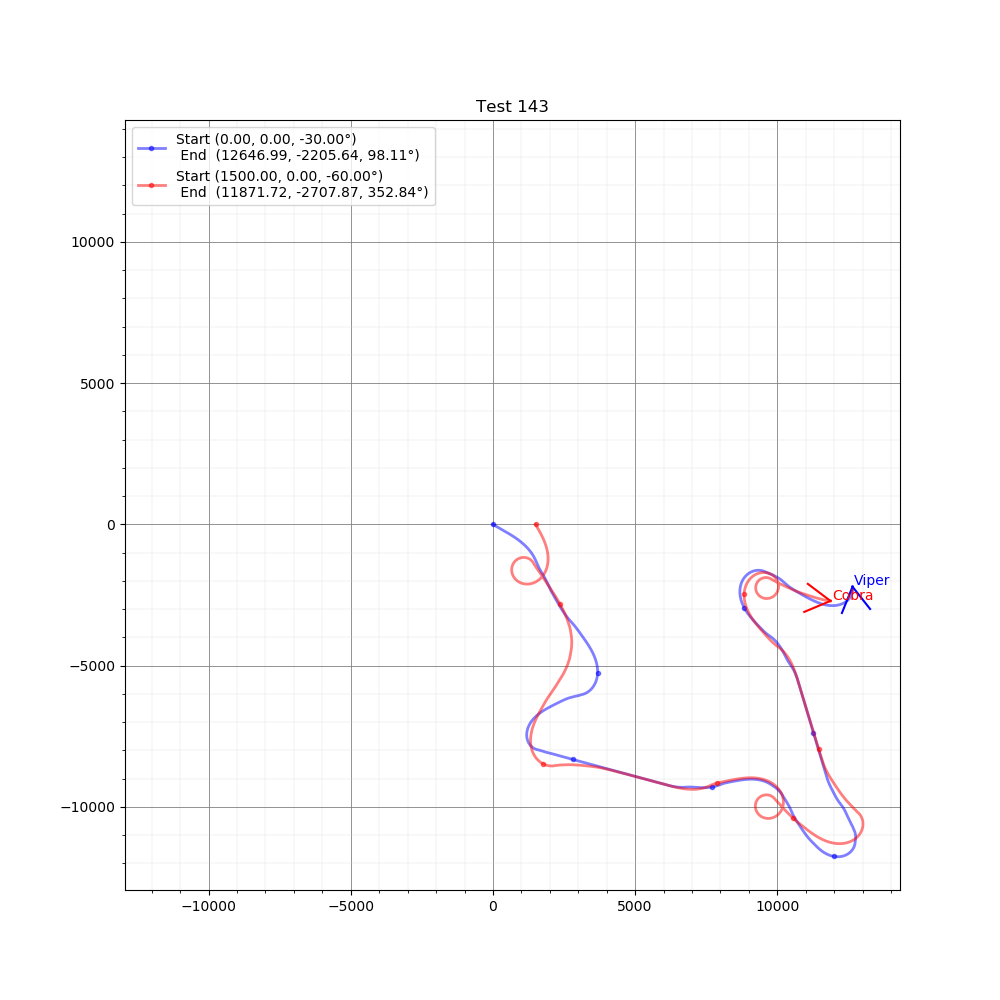 Test 143
Start (0.00, 0.00, -30.00°)
End  (12646.99, -2205.64, 98.11°)
Start (1500.00, 0.00, -60.00°)
End  (11871.72, -2707.87, 352.84°)
10000
5000
0
−5000
−10000
Viper
Cobra
−10000
−5000
0
5000
10000